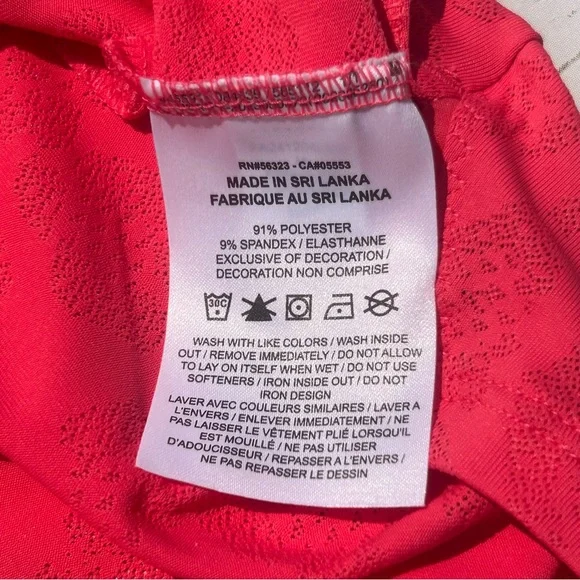 RN#56323 - CA#05553
MADE IN SRI LANKA
FABRIQUE AU SRI LANKA
91% POLYESTER
9% SPANDEX / ELASTHANNE
EXCLUSIVE OF DECORATION /
DECORATION NON COMPRISE
30C
WASH WITH LIKE COLORS / WASH INSIDE
OUT / REMOVE IMMEDIATELY / DO NOT ALLOW
TO LAY ON ITSELF WHEN WET / DO NOT USE
SOFTENERS / IRON INSIDE OUT / DO NOT
IRON DESIGN
LAVER AVEC COULEURS SIMILAIRES / LAVER A
L'ENVERS / ENLEVER IMMEDIATEMENT / NE
PAS LAISSER LE VÊTEMENT PLIÉ LORSQU'IL
EST MOUILLÉ / NE PAS UTILISER
D'ADOUCISSEUR / REPASSER A L'ENVERS /
NE PAS REPASSER LE DESSIN